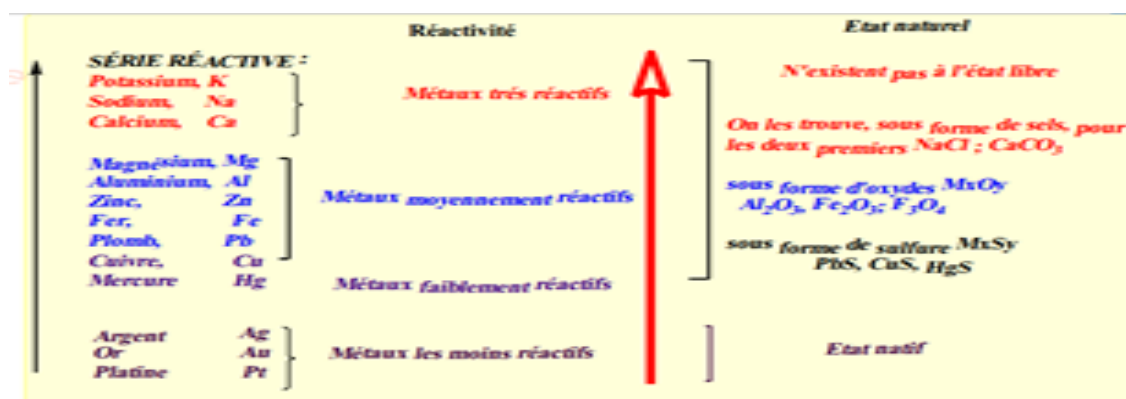 Réactivité
Etat naturel
SÉRIE RÉACTIVE :
Potassium, K
Sodium, Na
Calcium, Ca
Métaux trés réactifs
N'existent pas à l'état libre
On les trouve, sous forme de sels, pour
les deux premiers NaCl ; CaCO3
Magnésium, Mg
Aluminium, Al
Zinc, Zn
Fer, Fe
Plomb, Pb
Cuivre, Cu
Mercure Hg
Métaux moyennement réactifs
Métaux faiblement réactifs
sous forme d'oxydes MxOy
Al2O3, Fe2O3; F3O4
sous forme de sulfure MxSy
PbS, CuS, HgS
Argent Ag
Or Au
Platine Pt
Métaux les moins réactifs
Etat natif